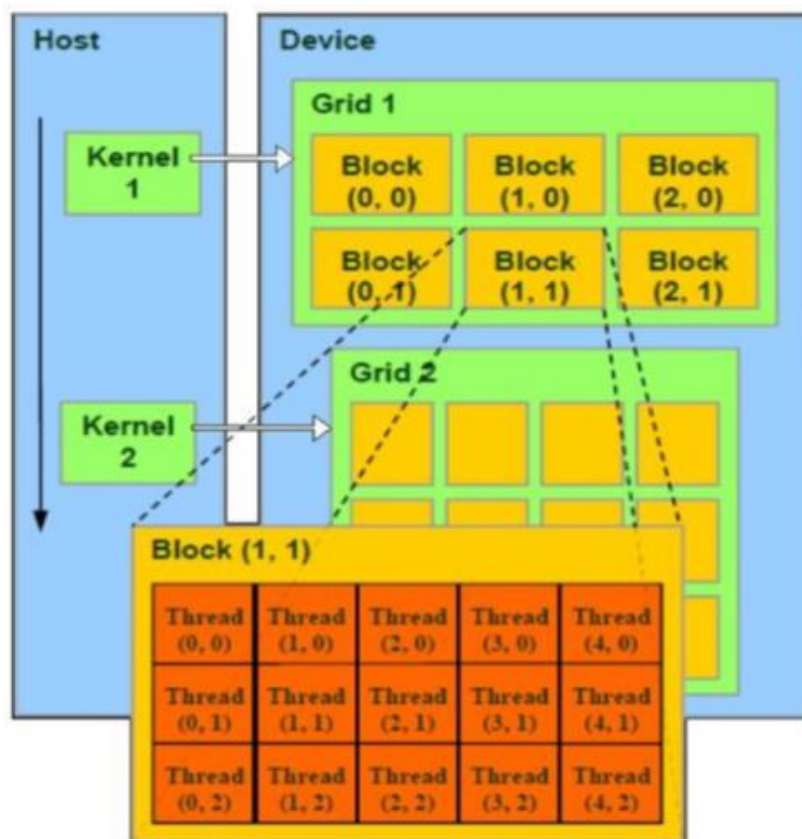 Host
Device
Grid 1
Kernel
1
Block
(0, 0)
Block
(1, 0)
Block
(2, 0)
Block
(0, 1)
Block
(1, 1)
Block
(2, 1)
Grid 2
Kernel
2
Block (1, 1)
Thread
(0, 0)
Thread
(1, 0)
Thread
(2, 0)
Thread
(3, 0)
Thread
(4, 0)
Thread
(0, 1)
Thread
(1, 1)
Thread
(2, 1)
Thread
(3, 1)
Thread
(4, 1)
Thread
(0, 2)
Thread
(1, 2)
Thread
(2, 2)
Thread
(3, 2)
Thread
(4, 2)